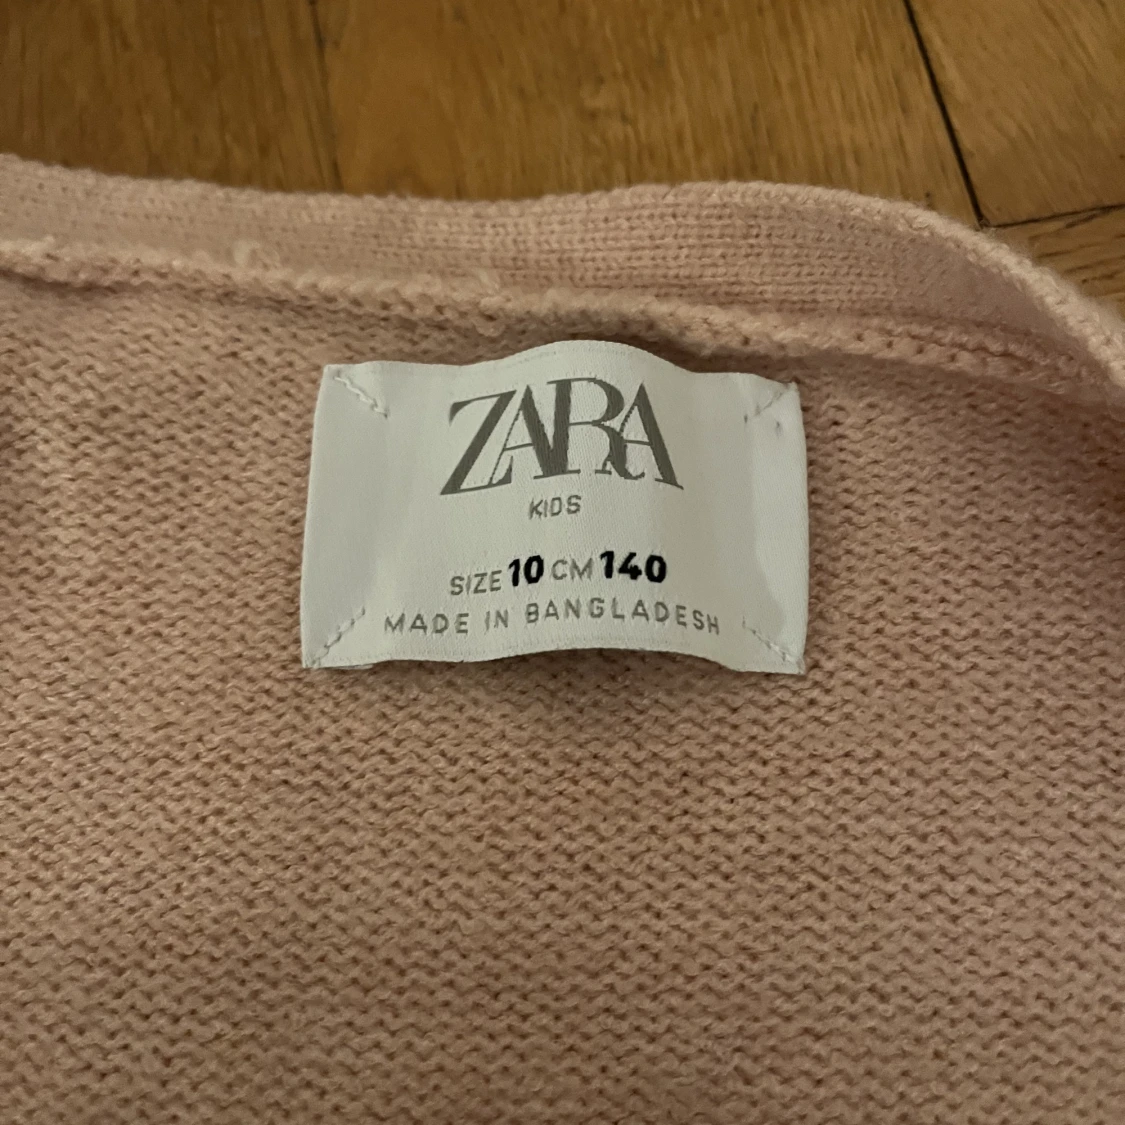 ZARA
KIDS
SIZE 10 CM 140
MADE IN BANGLADESH